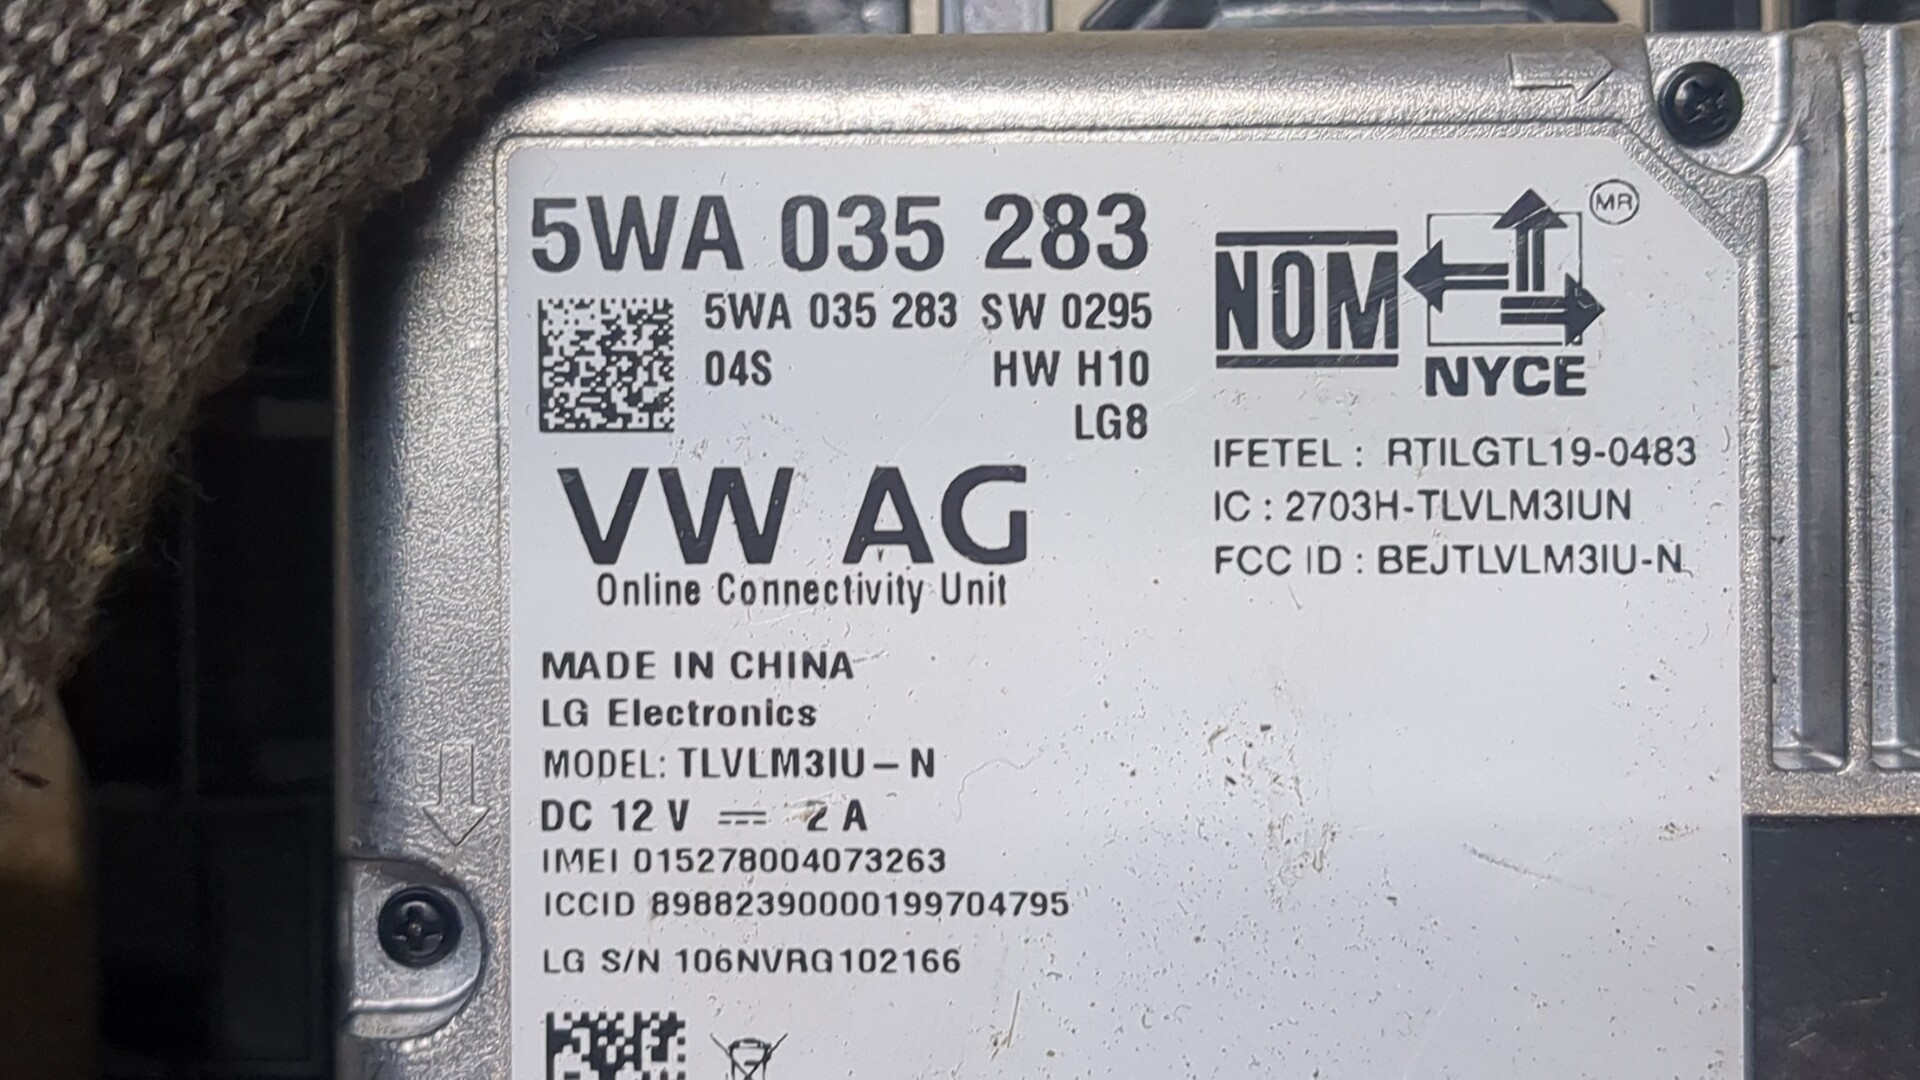 5WA 035 283
5WA 035 283 SW 0295
04S HW H10
LG8
VW AG
Online Connectivity Unit
NOM
NYCE
MR
IFETEL : RTILGTL19-0483
IC : 2703H-TLVLM3IUN
FCC ID : BEJTLVLM3IU-N
MADE IN CHINA
LG Electronics
MODEL: TLVLM3IU-N
DC 12 V ⎓ 2 A
IMEI 015278004073263
ICCID 89882390000199704795
LG S/N 106NVRG102166